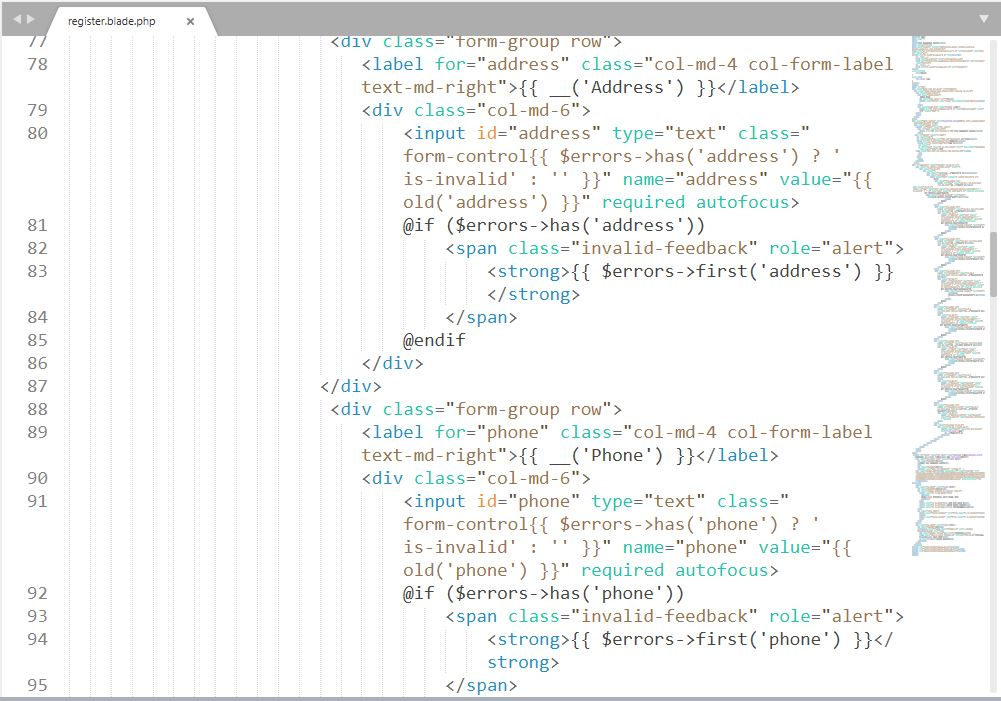 register.blade.php ×
77 <div class="form-group row">
78 <label for="address" class="col-md-4 col-form-label
text-md-right">{{ __('Address') }}</label>
79 <div class="col-md-6">
80 <input id="address" type="text" class="
form-control{{ $errors->has('address') ? '
is-invalid' : '' }}" name="address" value="{{
old('address') }}" required autofocus>
81 @if ($errors->has('address'))
82 <span class="invalid-feedback" role="alert">
83 <strong>{{ $errors->first('address') }}
</strong>
84 </span>
85 @endif
86 </div>
87 </div>
88 <div class="form-group row">
89 <label for="phone" class="col-md-4 col-form-label
text-md-right">{{ __('Phone') }}</label>
90 <div class="col-md-6">
91 <input id="phone" type="text" class="
form-control{{ $errors->has('phone') ? '
is-invalid' : '' }}" name="phone" value="{{
old('phone') }}" required autofocus>
92 @if ($errors->has('phone'))
93 <span class="invalid-feedback" role="alert">
94 <strong>{{ $errors->first('phone') }}</
strong>
95 </span>